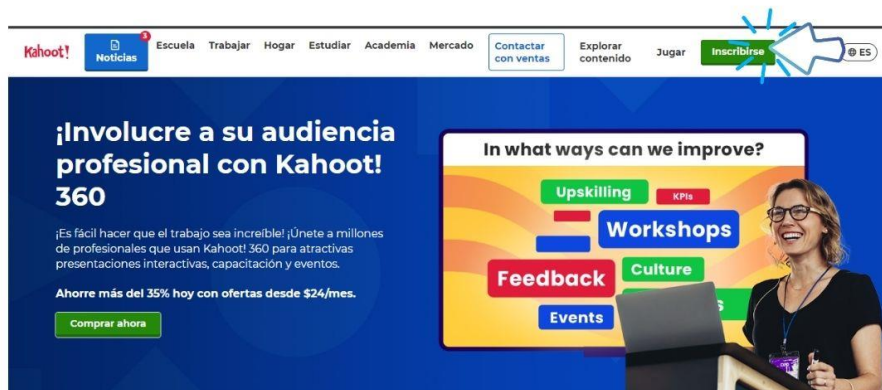 Kahoot!
3
Noticias
Escuela
Trabajar
Hogar
Estudiar
Academia
Mercado
Contactar
con ventas
Explorar
contenido
Jugar
Inscribirse
ES
¡Involucre a su audiencia
profesional con Kahoot!
360
¡Es fácil hacer que el trabajo sea increíble! ¡Únete a millones
de profesionales que usan Kahoot! 360 para atractivas
presentaciones interactivas, capacitación y eventos.
Ahorre más del 35% hoy con ofertas desde $24/mes.
Comprar ahora
In what ways can we improve?
Upskilling
KPIs
Workshops
Feedback
Culture
S
Events